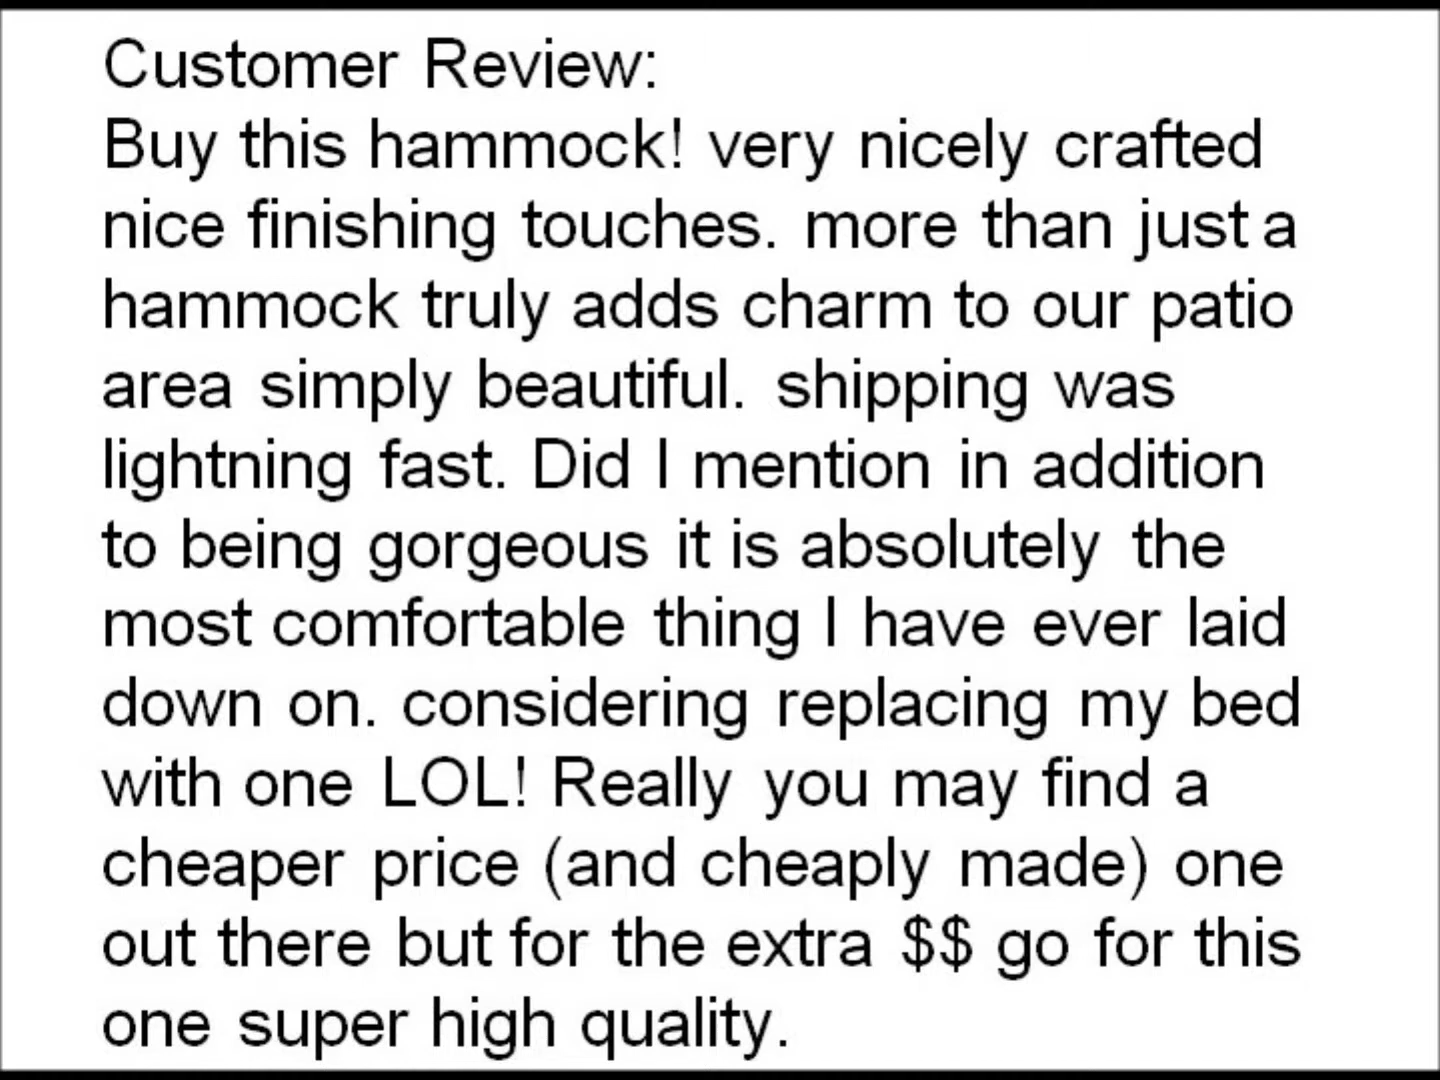 Customer Review:
Buy this hammock! very nicely crafted
nice finishing touches. more than just a
hammock truly adds charm to our patio
area simply beautiful. shipping was
lightning fast. Did I mention in addition
to being gorgeous it is absolutely the
most comfortable thing I have ever laid
down on. considering replacing my bed
with one LOL! Really you may find a
cheaper price (and cheaply made) one
out there but for the extra $$ go for this
one super high quality.